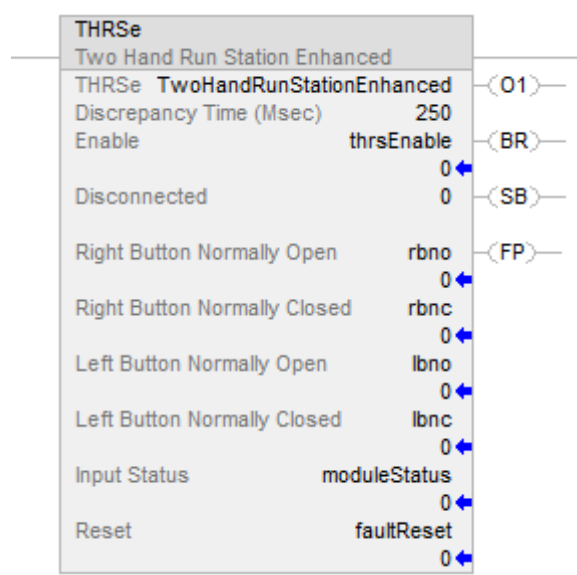 THRSe
Two Hand Run Station Enhanced
THRSe TwoHandRunStationEnhanced (O1)
Discrepancy Time (Msec) 250
Enable thrsEnable (BR)
0
Disconnected 0 (SB)
Right Button Normally Open rbno (FP)
0
Right Button Normally Closed rbnc
0
Left Button Normally Open lbno
0
Left Button Normally Closed lbnc
0
Input Status moduleStatus
0
Reset faultReset
0